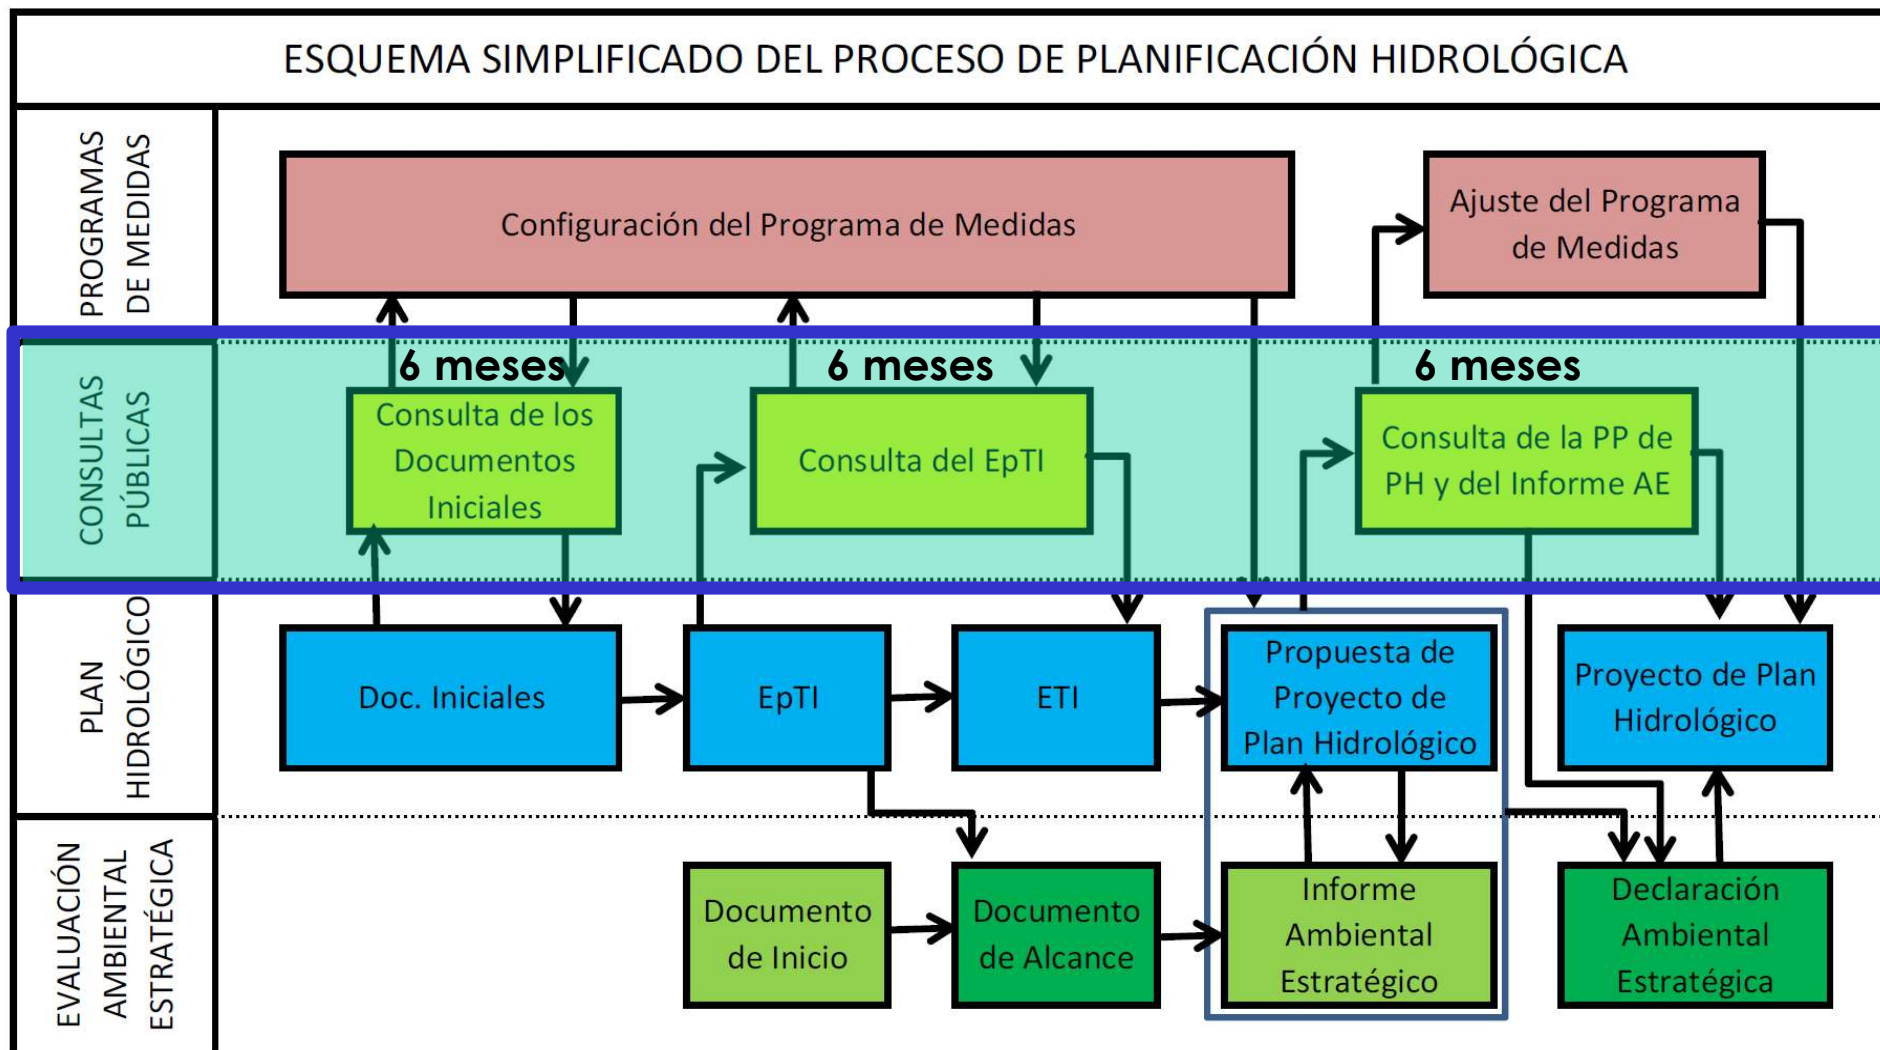 ESQUEMA SIMPLIFICADO DEL PROCESO DE PLANIFICACIÓN HIDROLÓGICA
PROGRAMAS
DE MEDIDAS
Configuración del Programa de Medidas
Ajuste del Programa
de Medidas
CONSULTAS
PÚBLICAS
6 meses
6 meses
6 meses
Consulta de los
Documentos
Iniciales
Consulta del EpTI
Consulta de la PP de
PH y del Informe AE
PLAN
HIDROLÓGICO
Doc. Iniciales
EpTI
ETI
Propuesta de
Proyecto de
Plan Hidrológico
Proyecto de Plan
Hidrológico
EVALUACIÓN
AMBIENTAL
ESTRATÉGICA
Documento
de Inicio
Documento
de Alcance
Informe
Ambiental
Estratégico
Declaración
Ambiental
Estratégica